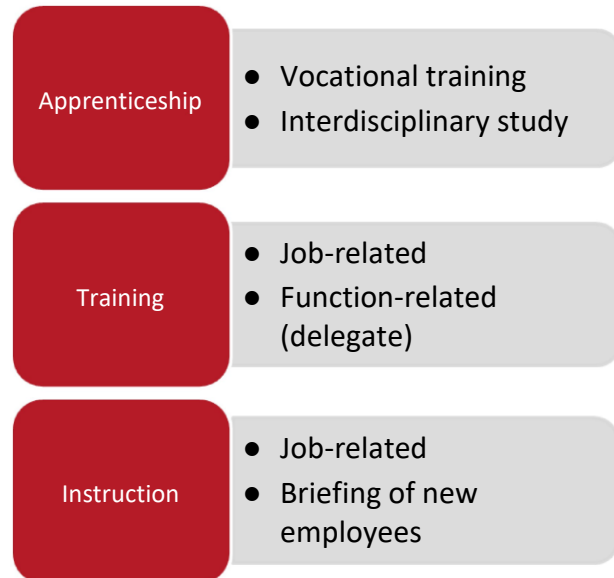 Apprenticeship
● Vocational training
● Interdisciplinary study
Training
● Job-related
● Function-related
(delegate)
Instruction
● Job-related
● Briefing of new
employees